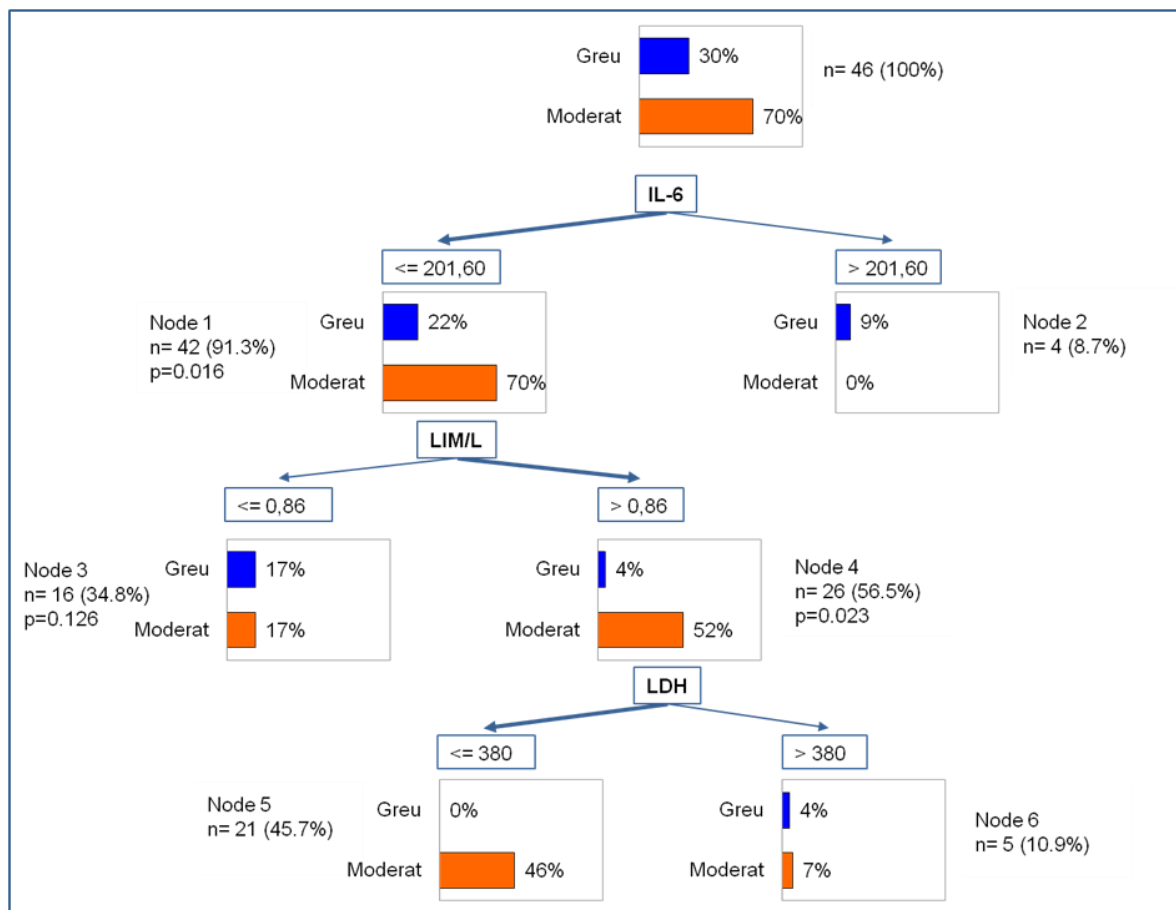 Greu 30%
n= 46 (100%)
Moderat 70%
IL-6
<= 201,60
> 201,60
Node 1
n= 42 (91.3%)
p=0.016
Greu 22%
Moderat 70%
Greu 9%
Moderat 0%
Node 2
n= 4 (8.7%)
LIM/L
<= 0,86
> 0,86
Node 3
n= 16 (34.8%)
p=0.126
Greu 17%
Moderat 17%
Greu 4%
Moderat 52%
Node 4
n= 26 (56.5%)
p=0.023
LDH
<= 380
> 380
Node 5
n= 21 (45.7%)
Greu 0%
Moderat 46%
Greu 4%
Moderat 7%
Node 6
n= 5 (10.9%)